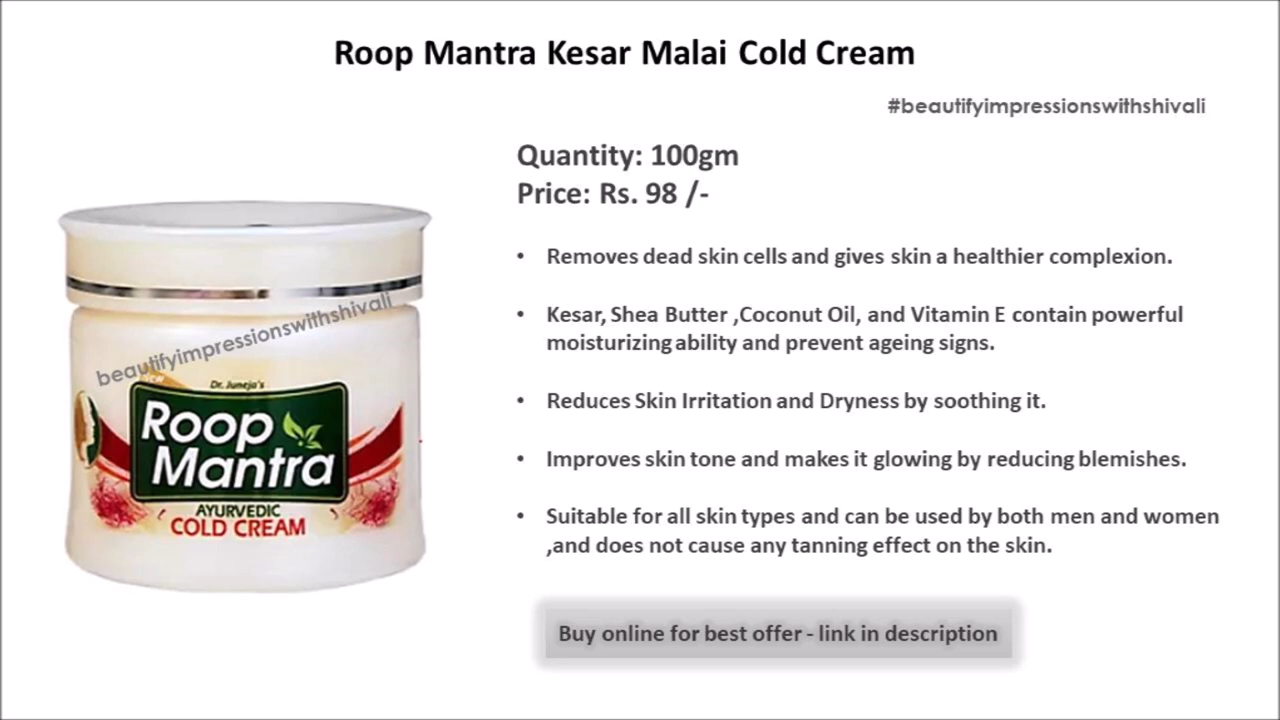 Roop Mantra Kesar Malai Cold Cream
#beautifyimpressionswithshivali
Quantity: 100gm
Price: Rs. 98 /-
• Removes dead skin cells and gives skin a healthier complexion.
• Kesar, Shea Butter ,Coconut Oil, and Vitamin E contain powerful
moisturizing ability and prevent ageing signs.
• Reduces Skin Irritation and Dryness by soothing it.
• Improves skin tone and makes it glowing by reducing blemishes.
• Suitable for all skin types and can be used by both men and women
,and does not cause any tanning effect on the skin.
Buy online for best offer - link in description
beautifyimpressionswithshivali
Dr. Juneja's
Roop
Mantra
AYURVEDIC
COLD CREAM